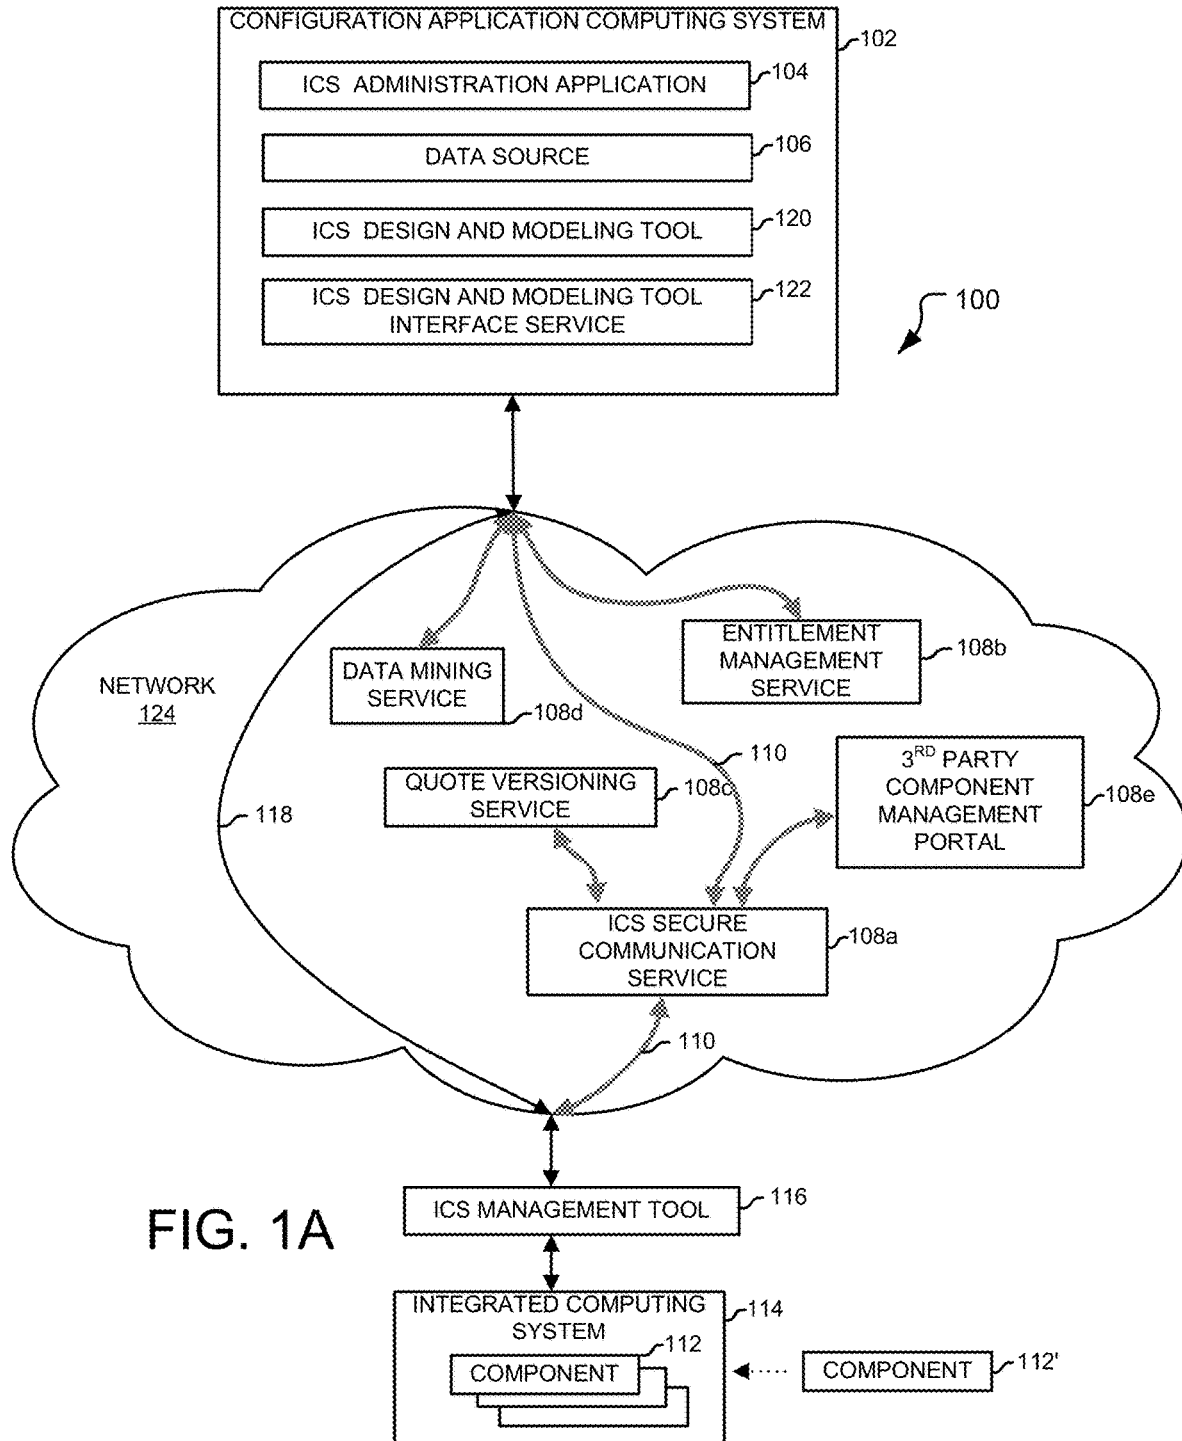 CONFIGURATION APPLICATION COMPUTING SYSTEM
102
ICS ADMINISTRATION APPLICATION
104
DATA SOURCE
106
ICS DESIGN AND MODELING TOOL
120
ICS DESIGN AND MODELING TOOL
INTERFACE SERVICE
122
100
NETWORK
124
DATA MINING
SERVICE
108d
ENTITLEMENT
MANAGEMENT
SERVICE
108b
110
QUOTE VERSIONING
SERVICE
108c
3RD PARTY
COMPONENT
MANAGEMENT
PORTAL
108e
118
ICS SECURE
COMMUNICATION
SERVICE
108a
110
ICS MANAGEMENT TOOL
116
FIG. 1A
INTEGRATED COMPUTING
SYSTEM
114
COMPONENT
112
COMPONENT
112'